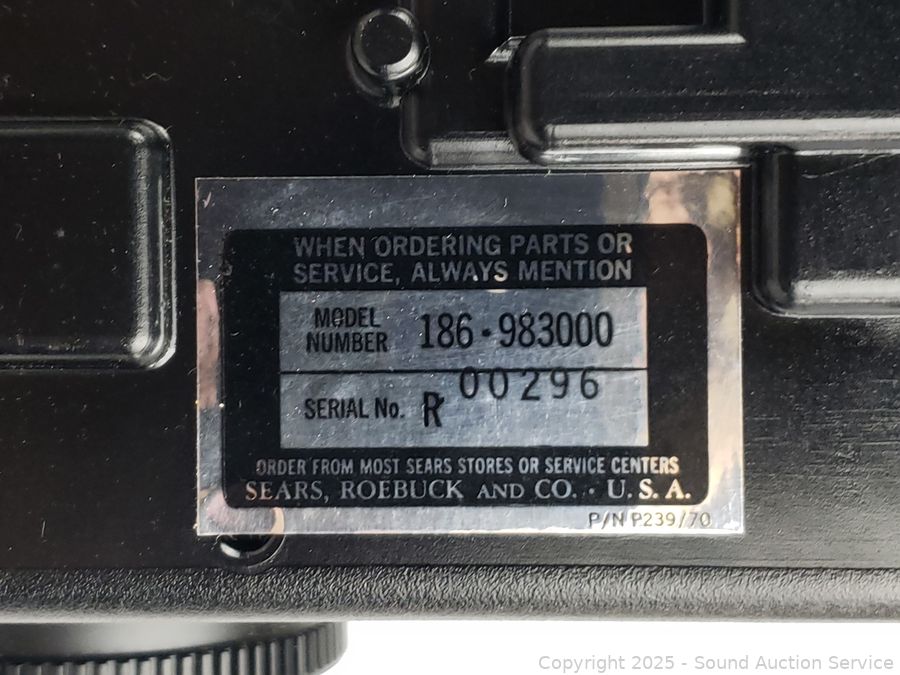 WHEN ORDERING PARTS OR
SERVICE, ALWAYS MENTION
MODEL NUMBER 186·983000
SERIAL No. R 00296
ORDER FROM MOST SEARS STORES OR SERVICE CENTERS
SEARS, ROEBUCK AND CO. · U.S.A.
P/N P239/70
Copyright 2025 - Sound Auction Service